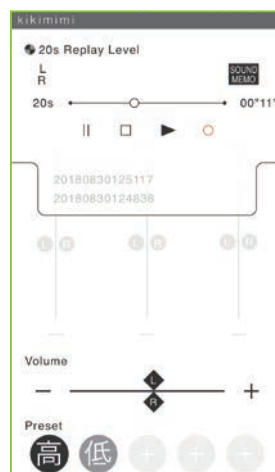 kikimimi
20s Replay Level
L
R
SOUND
MEMO
20s 00"11'
20180830125117
20180830124836
L R L R L R
Volume
L
R
Preset
高 低